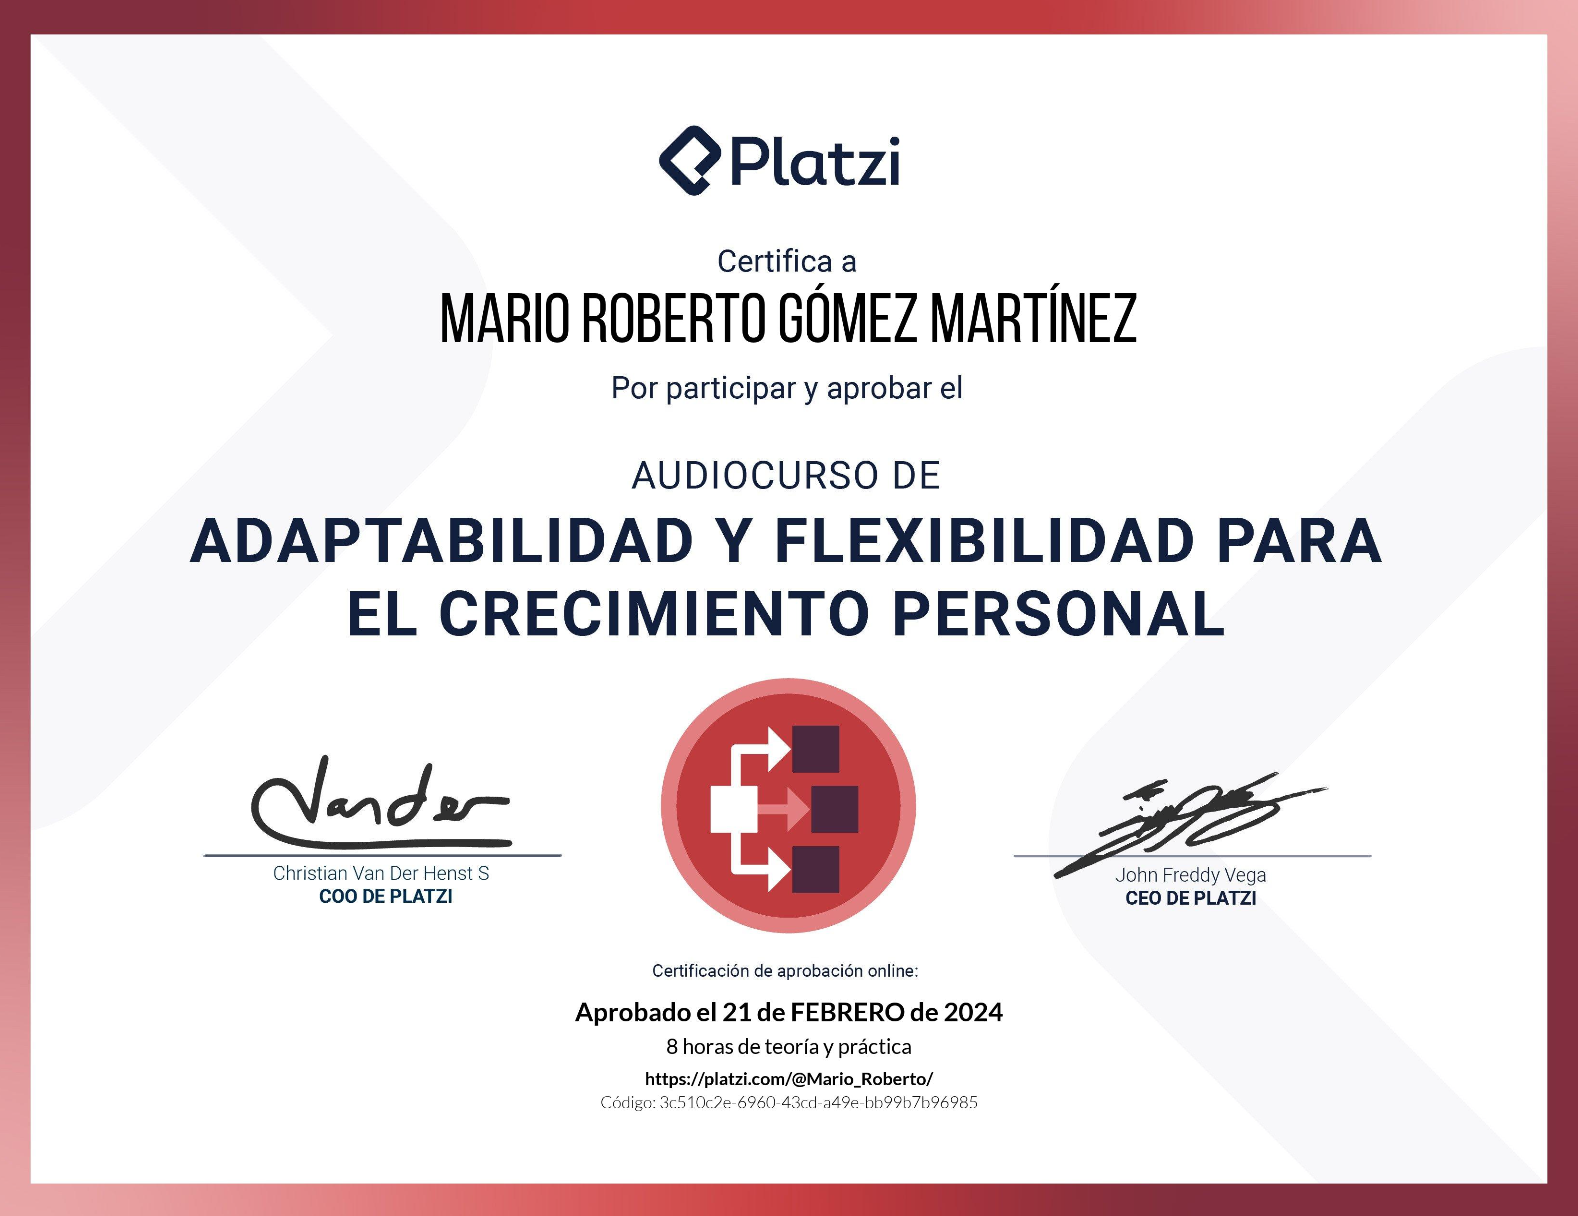 Platzi
Certifica a
MARIO ROBERTO GÓMEZ MARTÍNEZ
Por participar y aprobar el
AUDIOCURSO DE
ADAPTABILIDAD Y FLEXIBILIDAD PARA
EL CRECIMIENTO PERSONAL
Vander
Christian Van Der Henst S
COO DE PLATZI
John Freddy Vega
CEO DE PLATZI
Certificación de aprobación online:
Aprobado el 21 de FEBRERO de 2024
8 horas de teoría y práctica
https://platzi.com/@Mario_Roberto/
Código: 3c510c2e-6960-43cd-a49e-bb99b7b96985